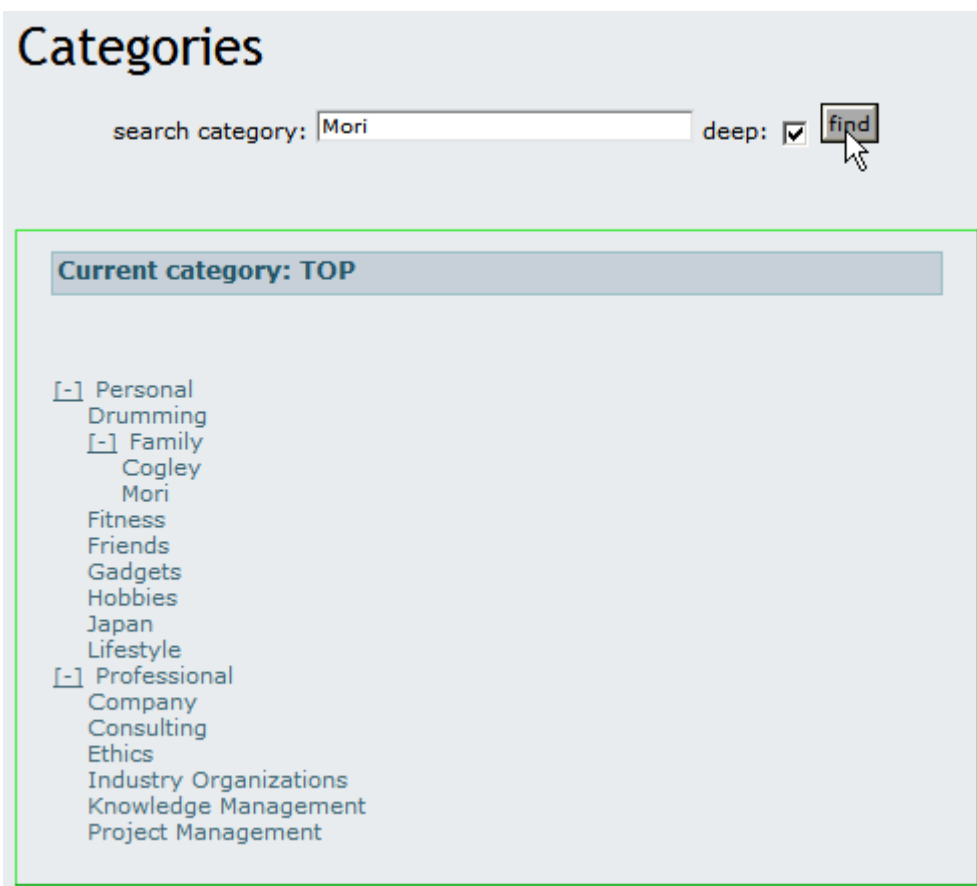 Categories
search category: Mori deep: find
Current category: TOP
[-] Personal
Drumming
[-] Family
Cogley
Mori
Fitness
Friends
Gadgets
Hobbies
Japan
Lifestyle
[-] Professional
Company
Consulting
Ethics
Industry Organizations
Knowledge Management
Project Management